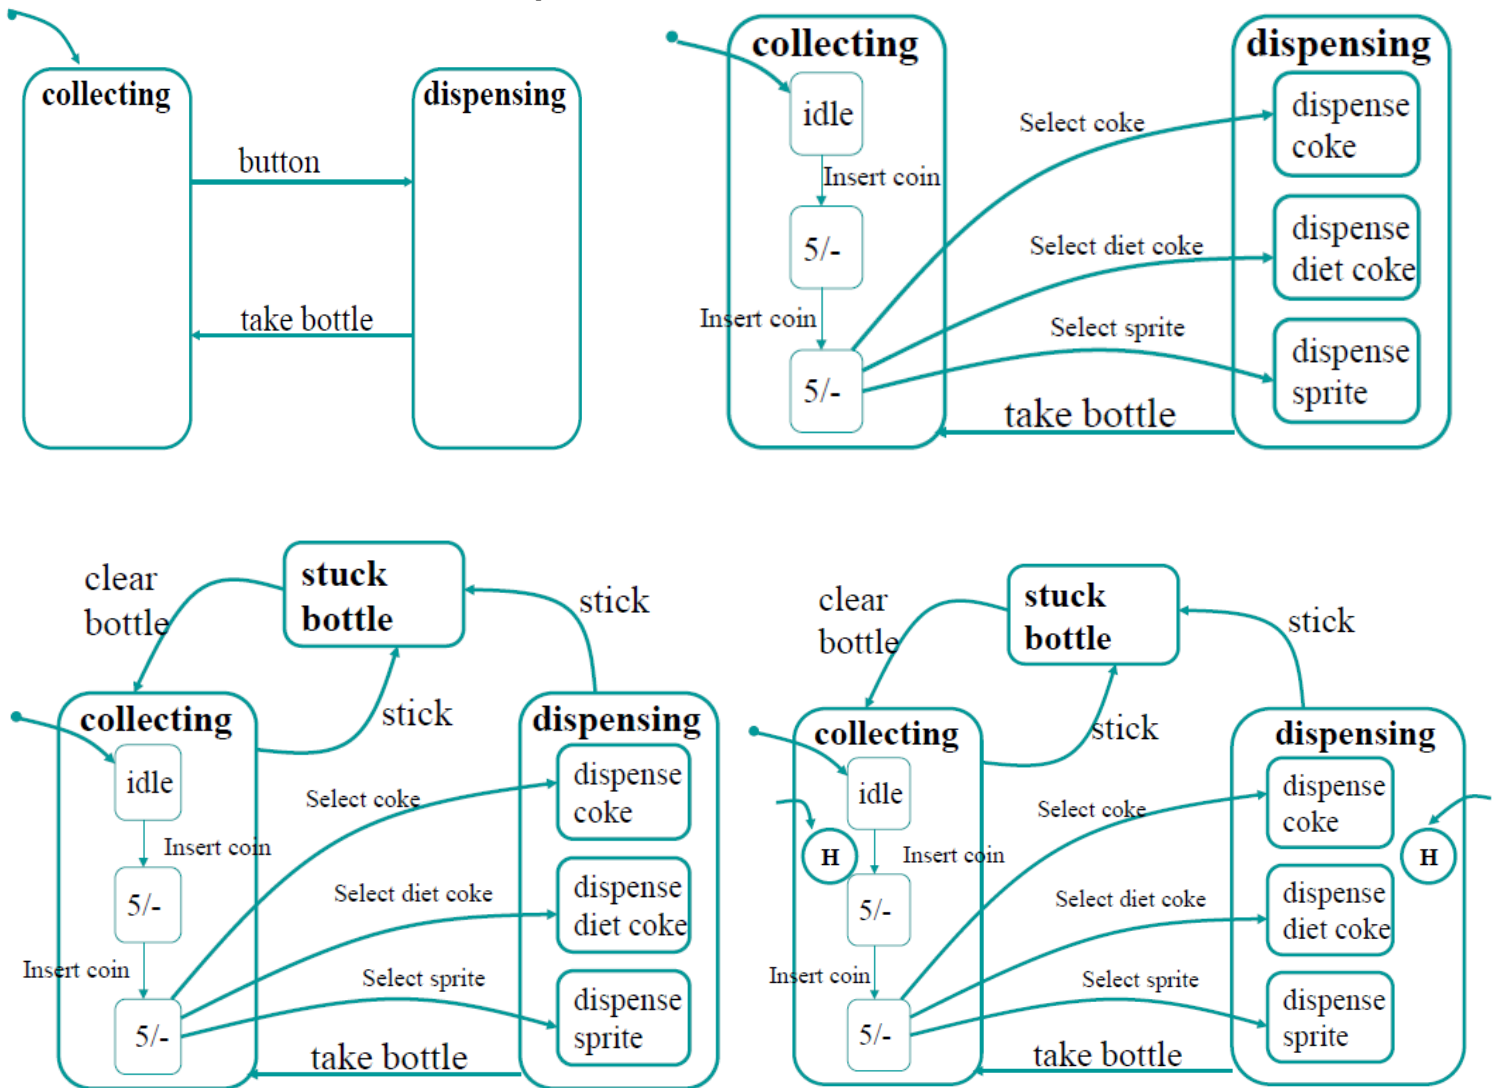 collecting
dispensing
button
take bottle
collecting
dispensing
idle
dispense
coke
Select coke
Insert coin
5/-
dispense
diet coke
Select diet coke
Insert coin
Select sprite
5/-
dispense
sprite
take bottle
clear
bottle
stuck
bottle
stick
stick
collecting
dispensing
idle
dispense
coke
Select coke
Insert coin
5/-
dispense
diet coke
Select diet coke
Insert coin
Select sprite
5/-
dispense
sprite
take bottle
clear
bottle
stuck
bottle
stick
stick
collecting
dispensing
idle
dispense
coke
Select coke
H
Insert coin
H
5/-
dispense
diet coke
Select diet coke
Insert coin
Select sprite
5/-
dispense
sprite
take bottle